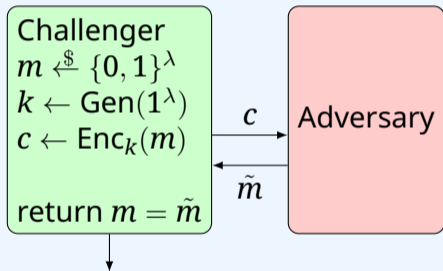 Challenger
m ←$ {0, 1}^λ
k ← Gen(1^λ)
c ← Enc_k(m)
return m = m̃
c
m̃
Adversary